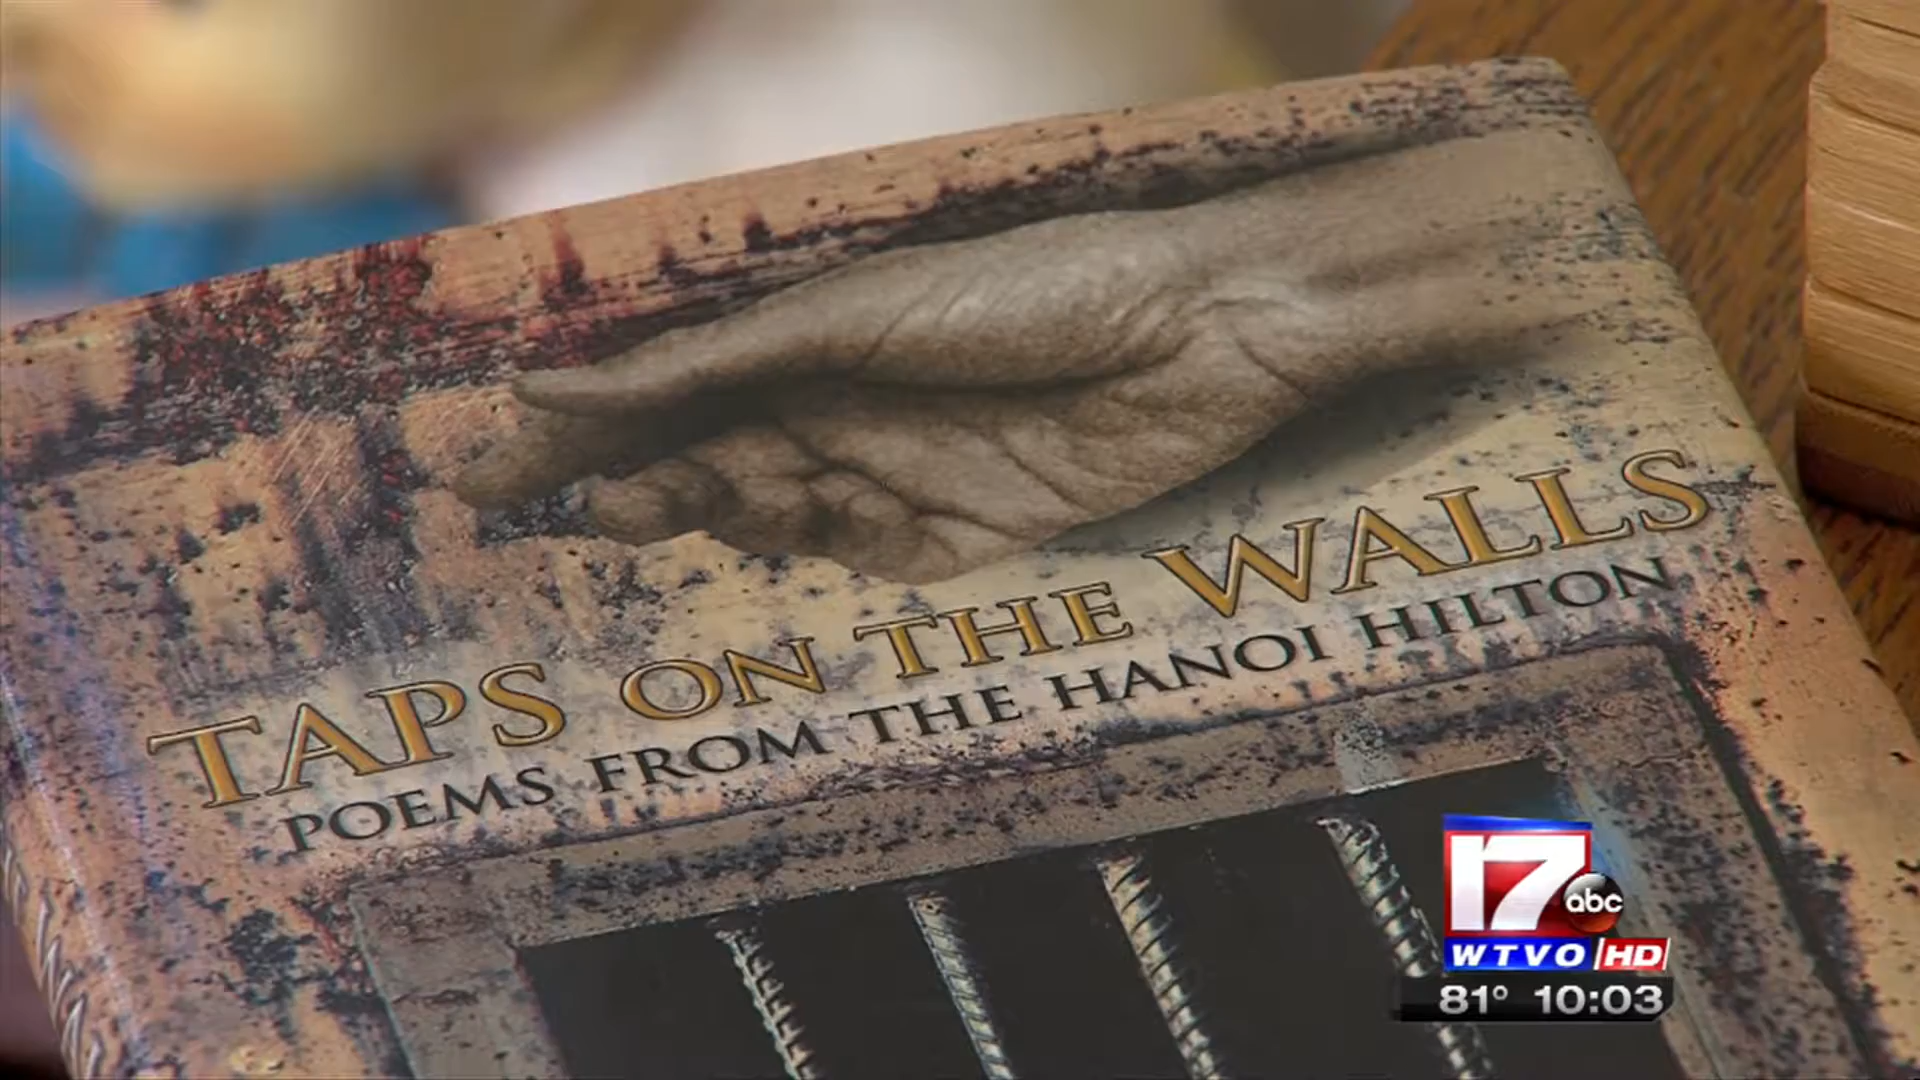 TAPS ON THE WALLS
POEMS FROM THE HANOI HILTON
17
abc
WTVO HD
81° 10:03